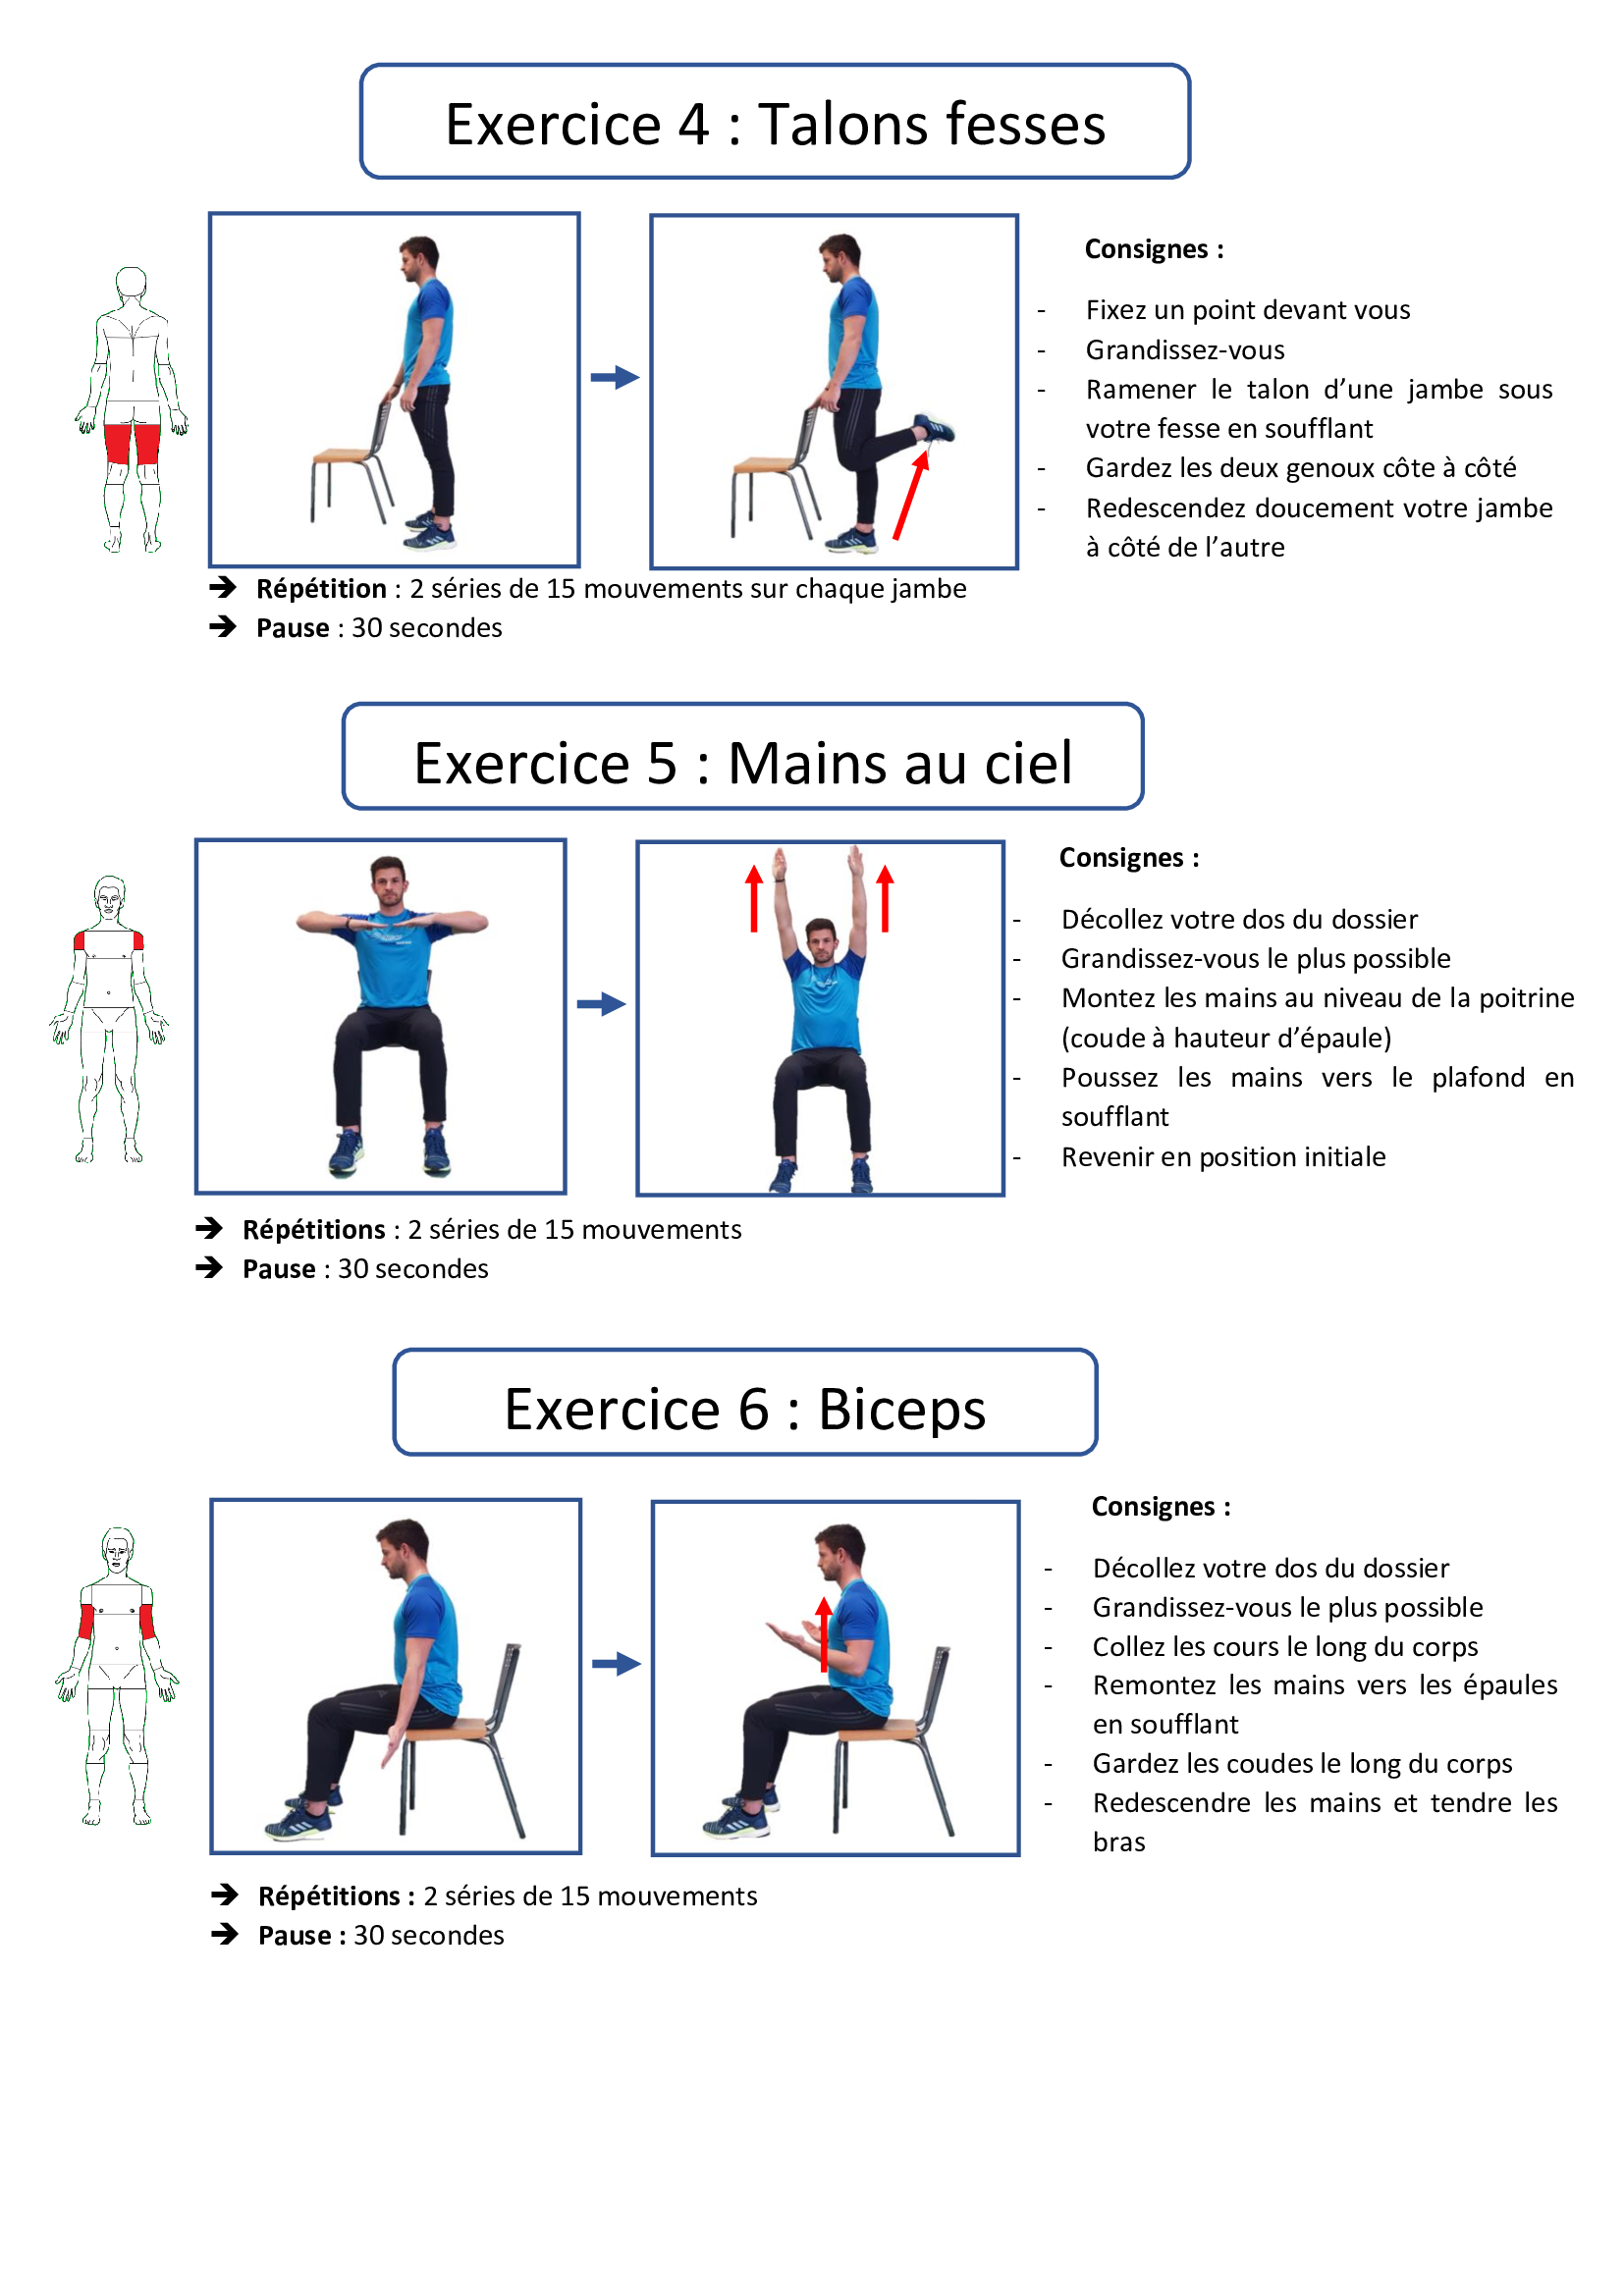 Exercice 4 : Talons fesses
Consignes :
- Fixez un point devant vous
- Grandissez-vous
- Ramener le talon d’une jambe sous
votre fesse en soufflant
- Gardez les deux genoux côte à côté
- Redescendez doucement votre jambe
à côté de l’autre
➔ Répétition : 2 séries de 15 mouvements sur chaque jambe
➔ Pause : 30 secondes
Exercice 5 : Mains au ciel
Consignes :
- Décollez votre dos du dossier
- Grandissez-vous le plus possible
- Montez les mains au niveau de la poitrine
(coude à hauteur d’épaule)
- Poussez les mains vers le plafond en
soufflant
- Revenir en position initiale
➔ Répétitions : 2 séries de 15 mouvements
➔ Pause : 30 secondes
Exercice 6 : Biceps
Consignes :
- Décollez votre dos du dossier
- Grandissez-vous le plus possible
- Collez les cours le long du corps
- Remontez les mains vers les épaules
en soufflant
- Gardez les coudes le long du corps
- Redescendre les mains et tendre les
bras
➔ Répétitions : 2 séries de 15 mouvements
➔ Pause : 30 secondes